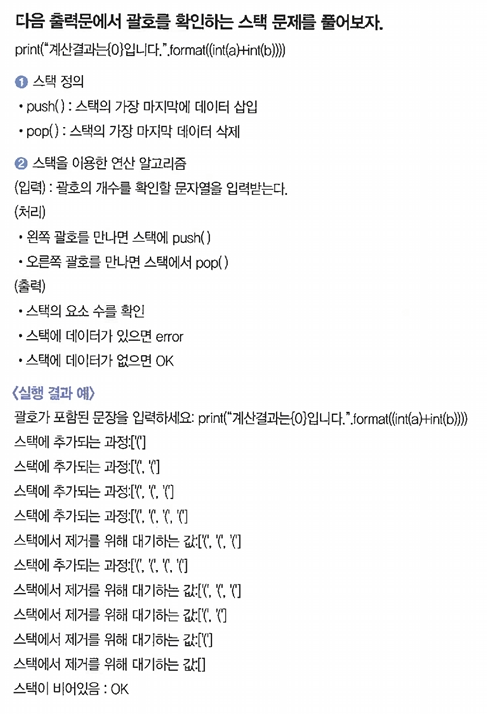 다음 출력문에서 괄호를 확인하는 스택 문제를 풀어보자.
print("계산결과는{0}입니다.".format((int(a)+int(b))))
❶ 스택 정의
• push( ) : 스택의 가장 마지막에 데이터 삽입
• pop( ) : 스택의 가장 마지막 데이터 삭제
❷ 스택을 이용한 연산 알고리즘
(입력) : 괄호의 개수를 확인할 문자열을 입력받는다.
(처리)
• 왼쪽 괄호를 만나면 스택에 push( )
• 오른쪽 괄호를 만나면 스택에서 pop( )
(출력)
• 스택의 요소 수를 확인
• 스택에 데이터가 있으면 error
• 스택에 데이터가 없으면 OK
〈실행 결과 예〉
괄호가 포함된 문장을 입력하세요: print("계산결과는{0}입니다.".format((int(a)+int(b))))
스택에 추가되는 과정:['(']
스택에 추가되는 과정:['(', '(']
스택에 추가되는 과정:['(', '(', '(']
스택에 추가되는 과정:['(', '(', '(', '(']
스택에서 제거를 위해 대기하는 값:['(', '(', '(']
스택에 추가되는 과정:['(', '(', '(', '(']
스택에서 제거를 위해 대기하는 값:['(', '(', '(']
스택에서 제거를 위해 대기하는 값:['(', '(']
스택에서 제거를 위해 대기하는 값:['(']
스택에서 제거를 위해 대기하는 값:[]
스택이 비어있음 : OK